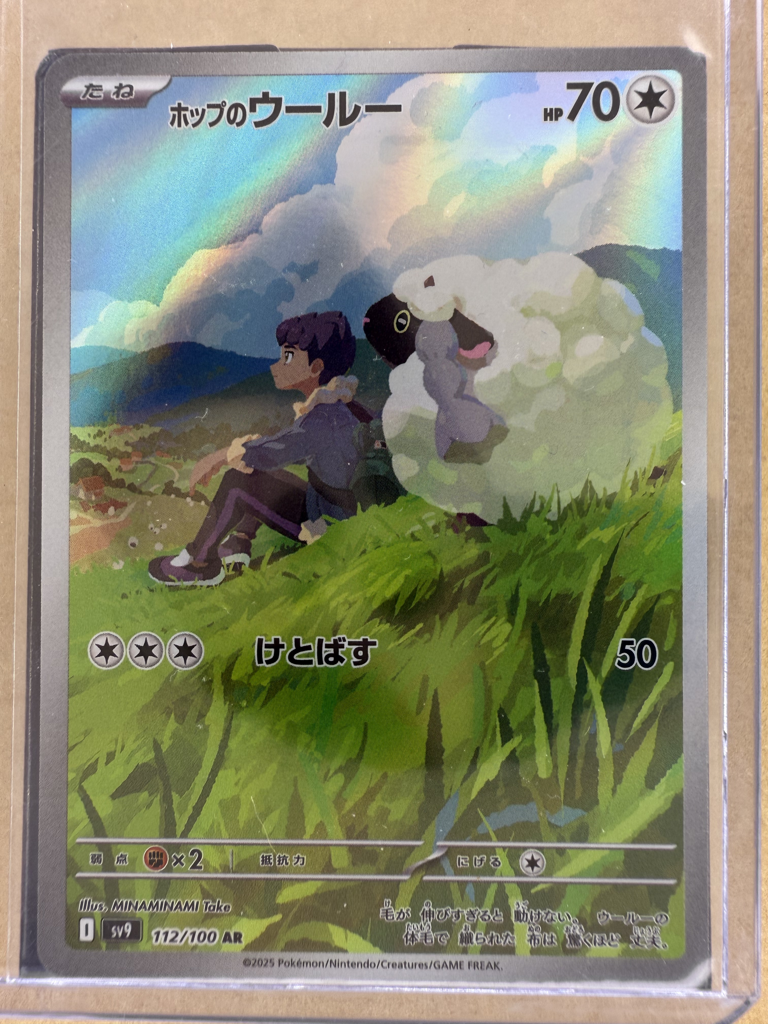 たね
ホップのウールー
HP70
けとばす 50
弱点 ×2 抵抗力 にげる
Illus. MINAMINAMI Take
I sv9 112/100 AR
毛が 伸びすぎると 動けない。 ウールーの
体毛で 織られた 布は 驚くほど 丈夫。
©2025 Pokémon/Nintendo/Creatures/GAME FREAK.